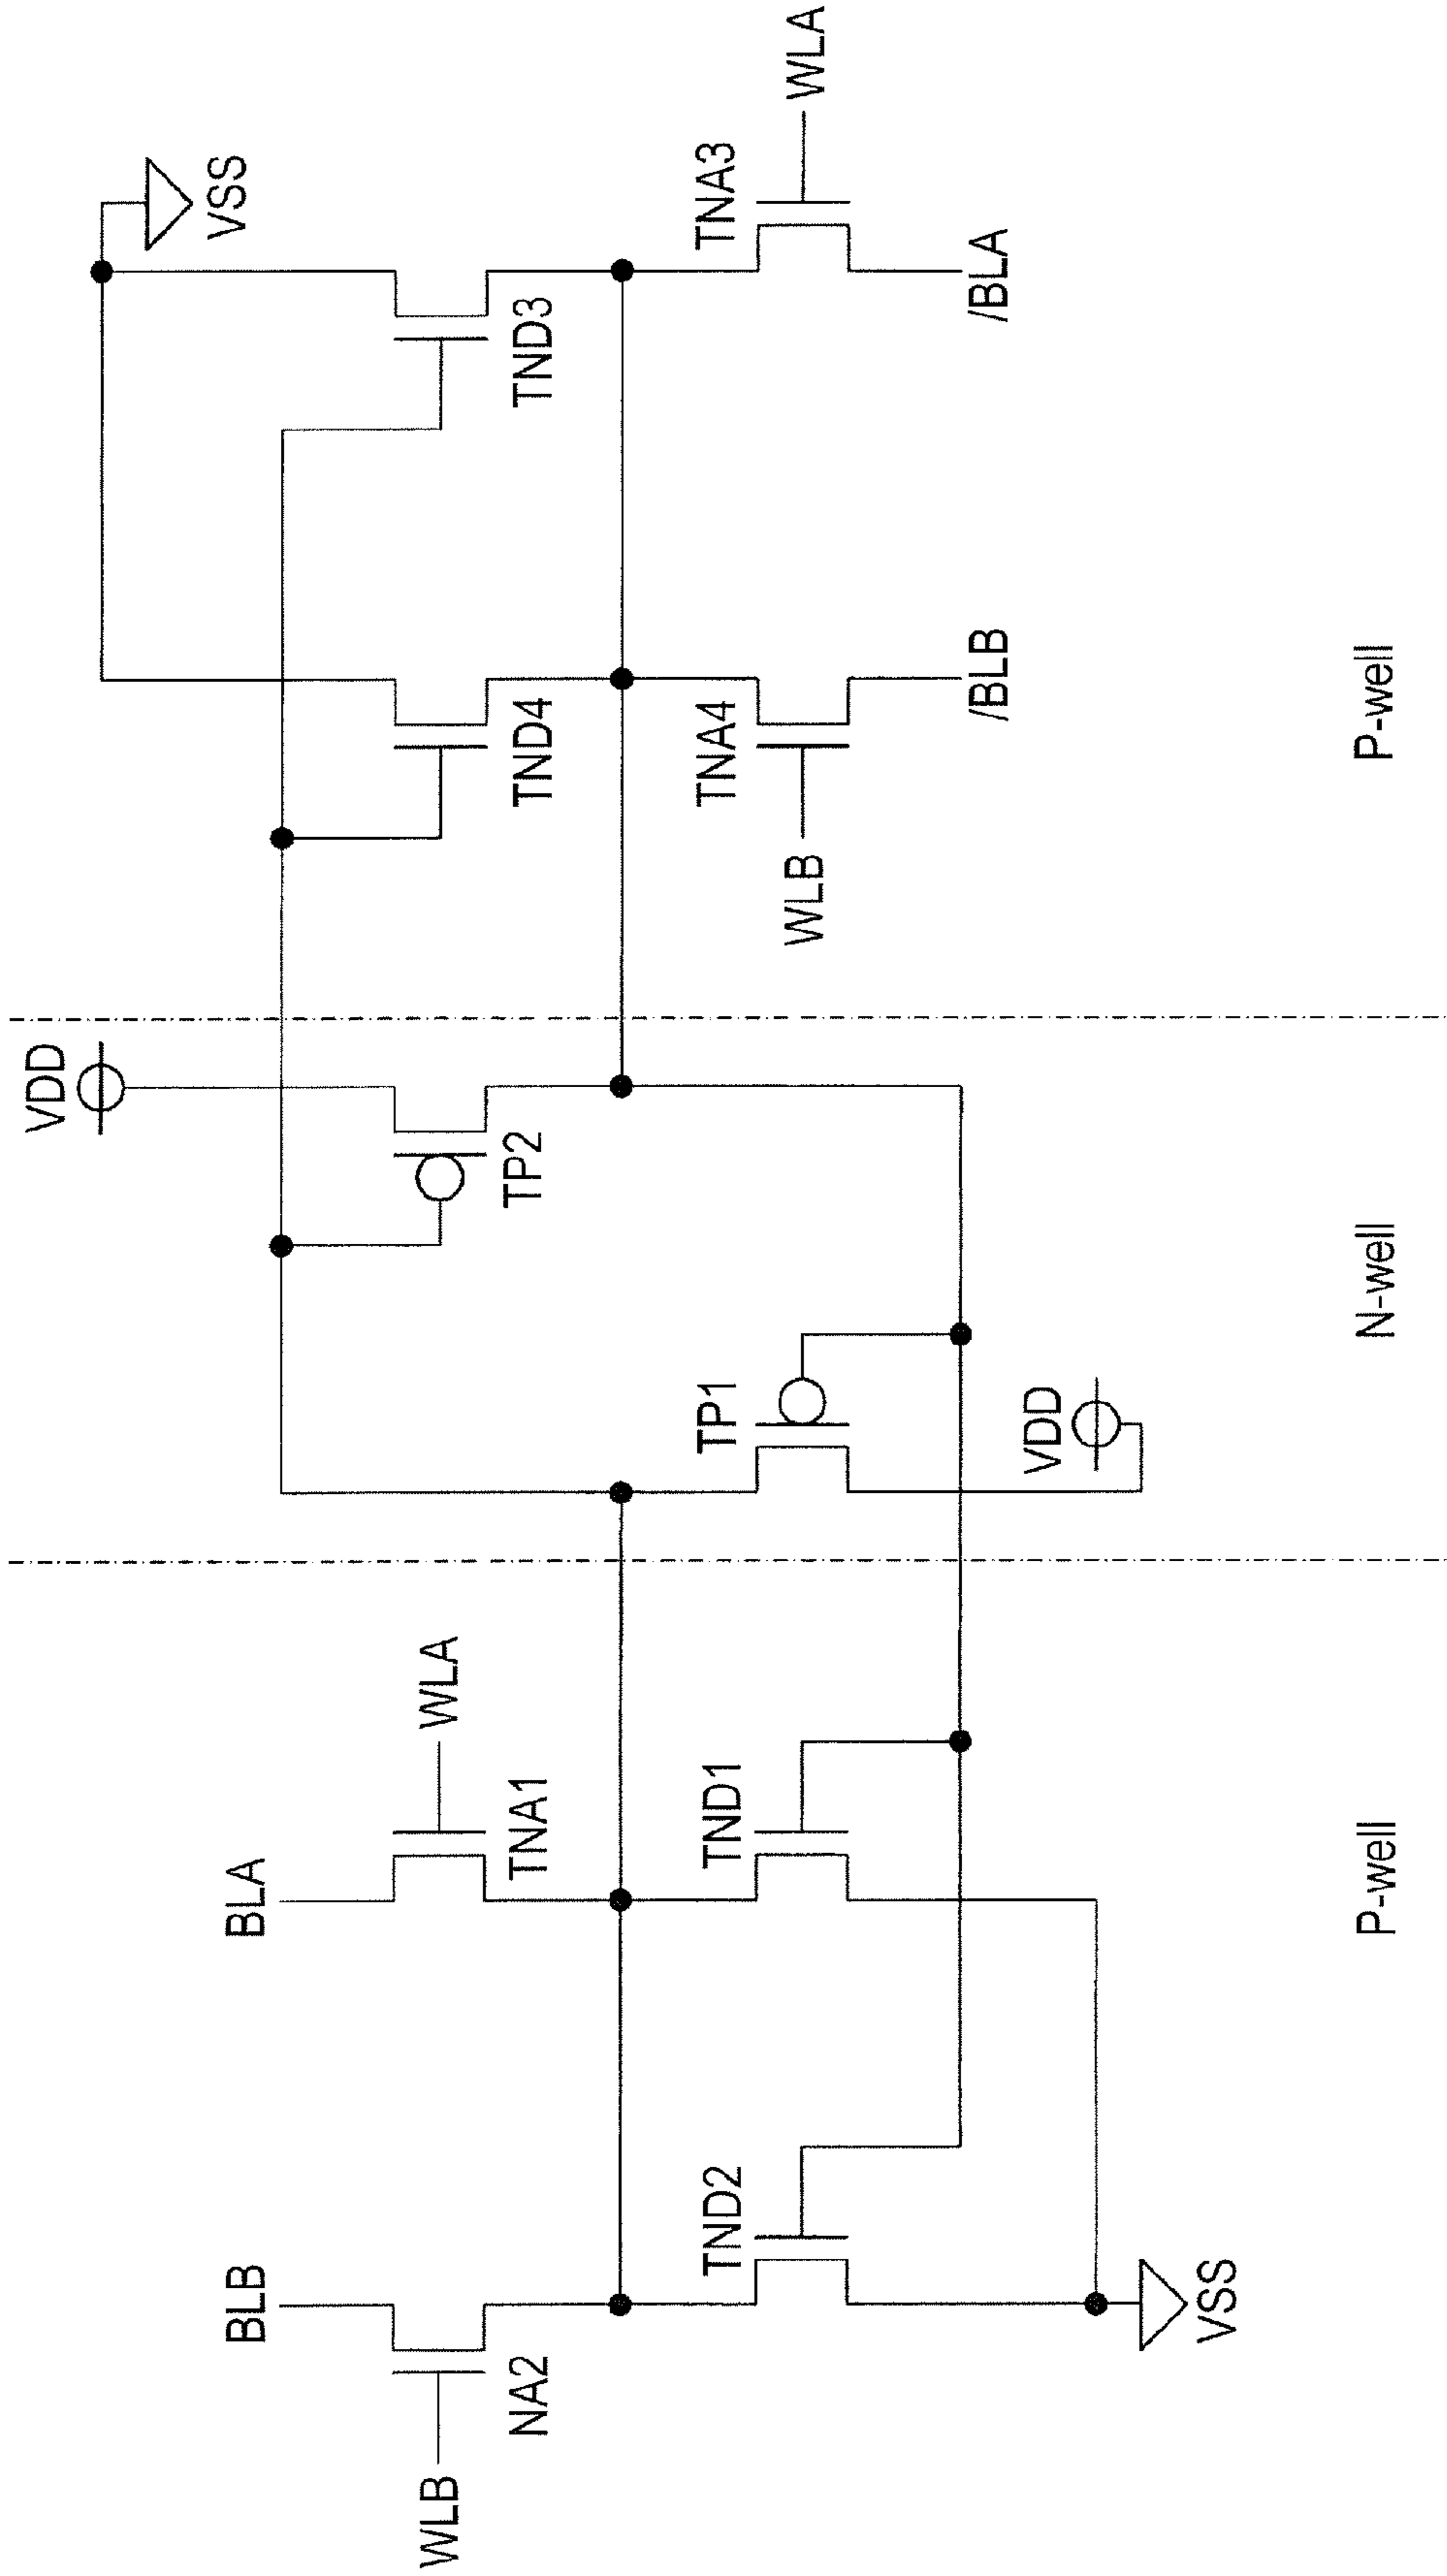 VDD
VSS
BLB
BLA
WLB
NA2
TNA1
WLA
TP2
TND4
TND3
TND2
TND1
TP1
WLB
TNA4
TNA3
WLA
VDD
/BLB
/BLA
VSS
P-well
N-well
P-well